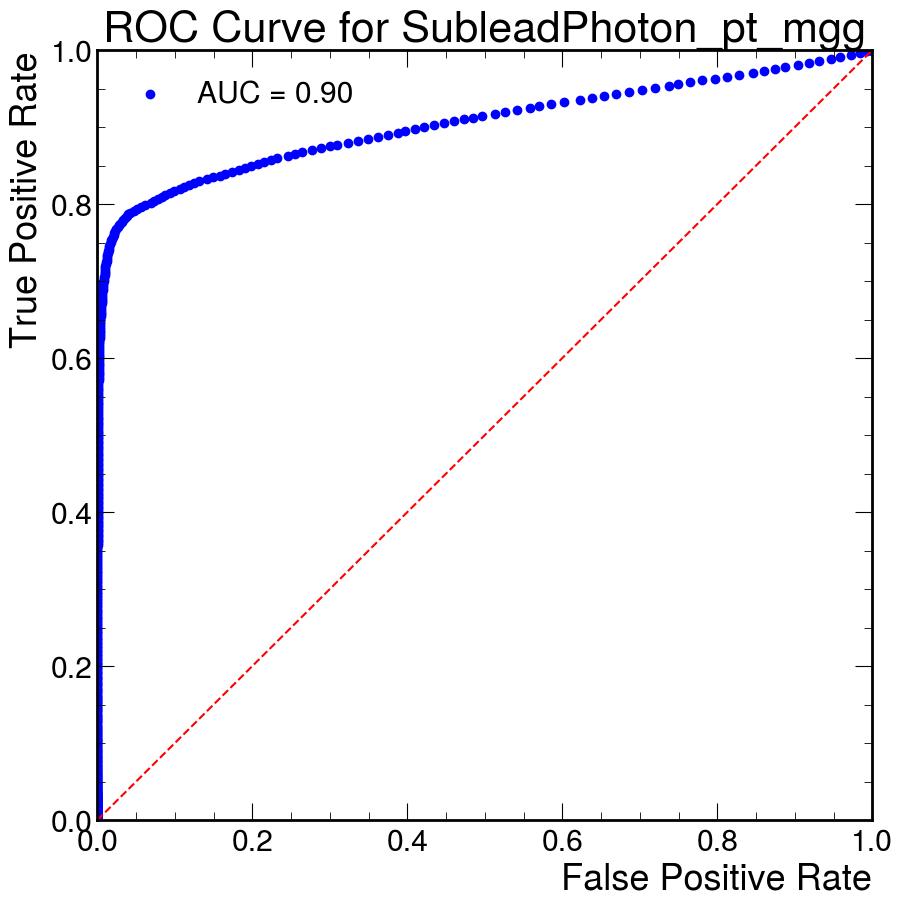 ROC Curve for SubleadPhoton_pt_mgg
AUC = 0.90
True Positive Rate
1.0
0.8
0.6
0.4
0.2
0.0
0.0 0.2 0.4 0.6 0.8 1.0
False Positive Rate